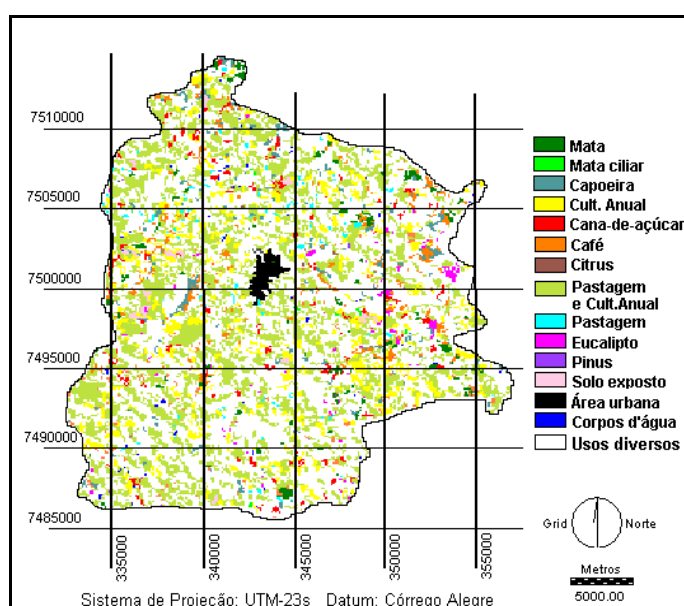 7510000
7505000
7500000
7495000
7490000
7485000
335000
340000
345000
350000
355000
Mata
Mata ciliar
Capoeira
Cult. Anual
Cana-de-açúcar
Café
Citrus
Pastagem
e Cult.Anual
Pastagem
Eucalipto
Pinus
Solo exposto
Área urbana
Corpos d'água
Usos diversos
Grid Norte
Metros
5000.00
Sistema de Projeção: UTM-23s Datum: Córrego Alegre